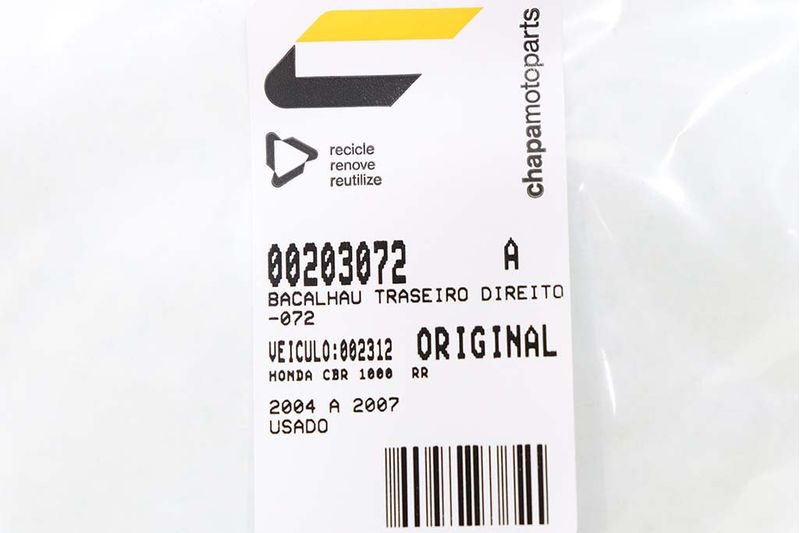 chapamotoparts
recicle
renove
reutilize
00203072 A
BACALHAU TRASEIRO DIREITO
-072
VEICULO:002312 ORIGINAL
HONDA CBR 1000 RR
2004 A 2007
USADO